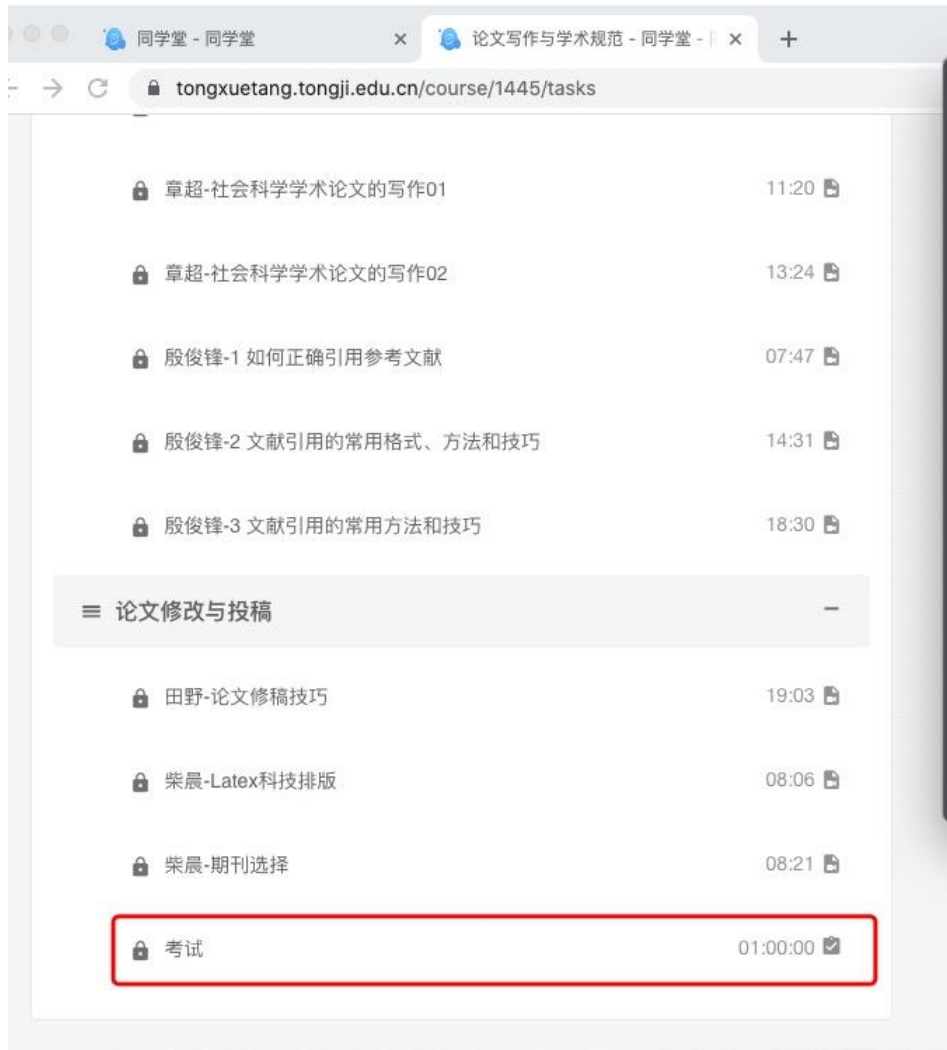 同学堂 - 同学堂
论文写作与学术规范 - 同学堂 -
tongxuetang.tongji.edu.cn/course/1445/tasks
章超-社会科学学术论文的写作01 11:20
章超-社会科学学术论文的写作02 13:24
殷俊锋-1 如何正确引用参考文献 07:47
殷俊锋-2 文献引用的常用格式、方法和技巧 14:31
殷俊锋-3 文献引用的常用方法和技巧 18:30
论文修改与投稿
田野-论文修稿技巧 19:03
柴晨-Latex科技排版 08:06
柴晨-期刊选择 08:21
考试 01:00:00